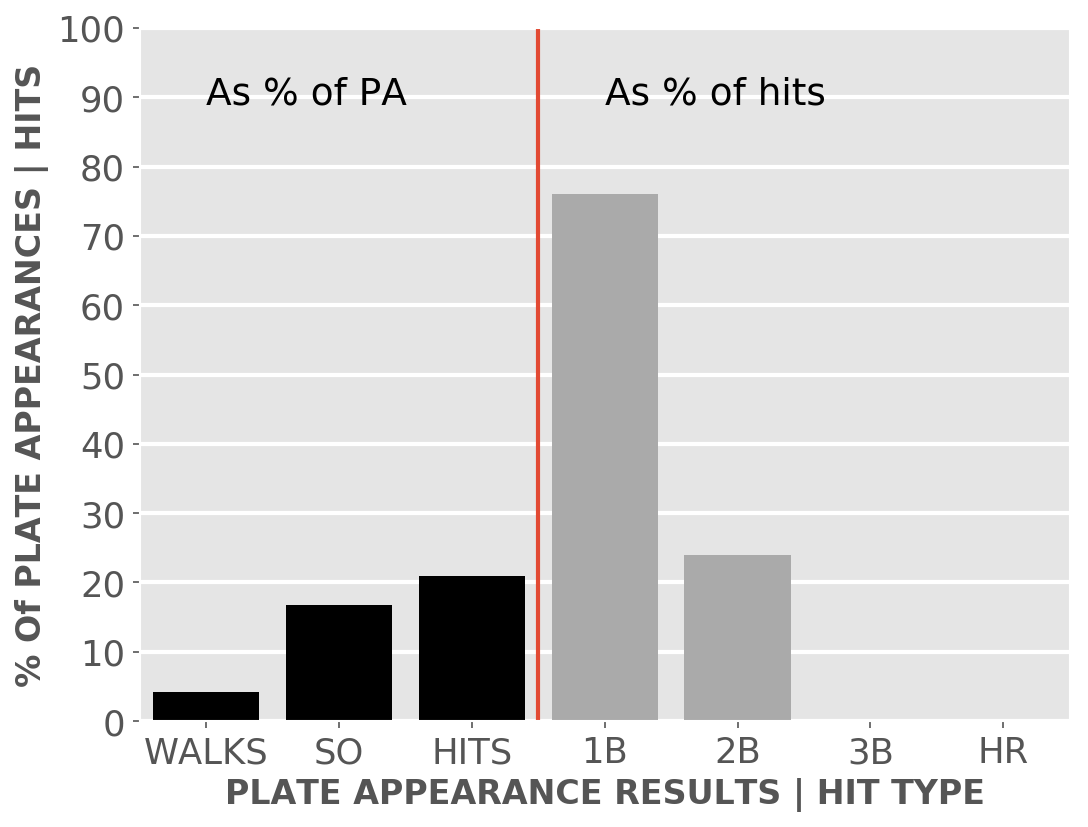 100
90
80
70
60
50
40
30
20
10
0
% Of PLATE APPEARANCES | HITS
As % of PA
As % of hits
WALKS SO HITS 1B 2B 3B HR
PLATE APPEARANCE RESULTS | HIT TYPE